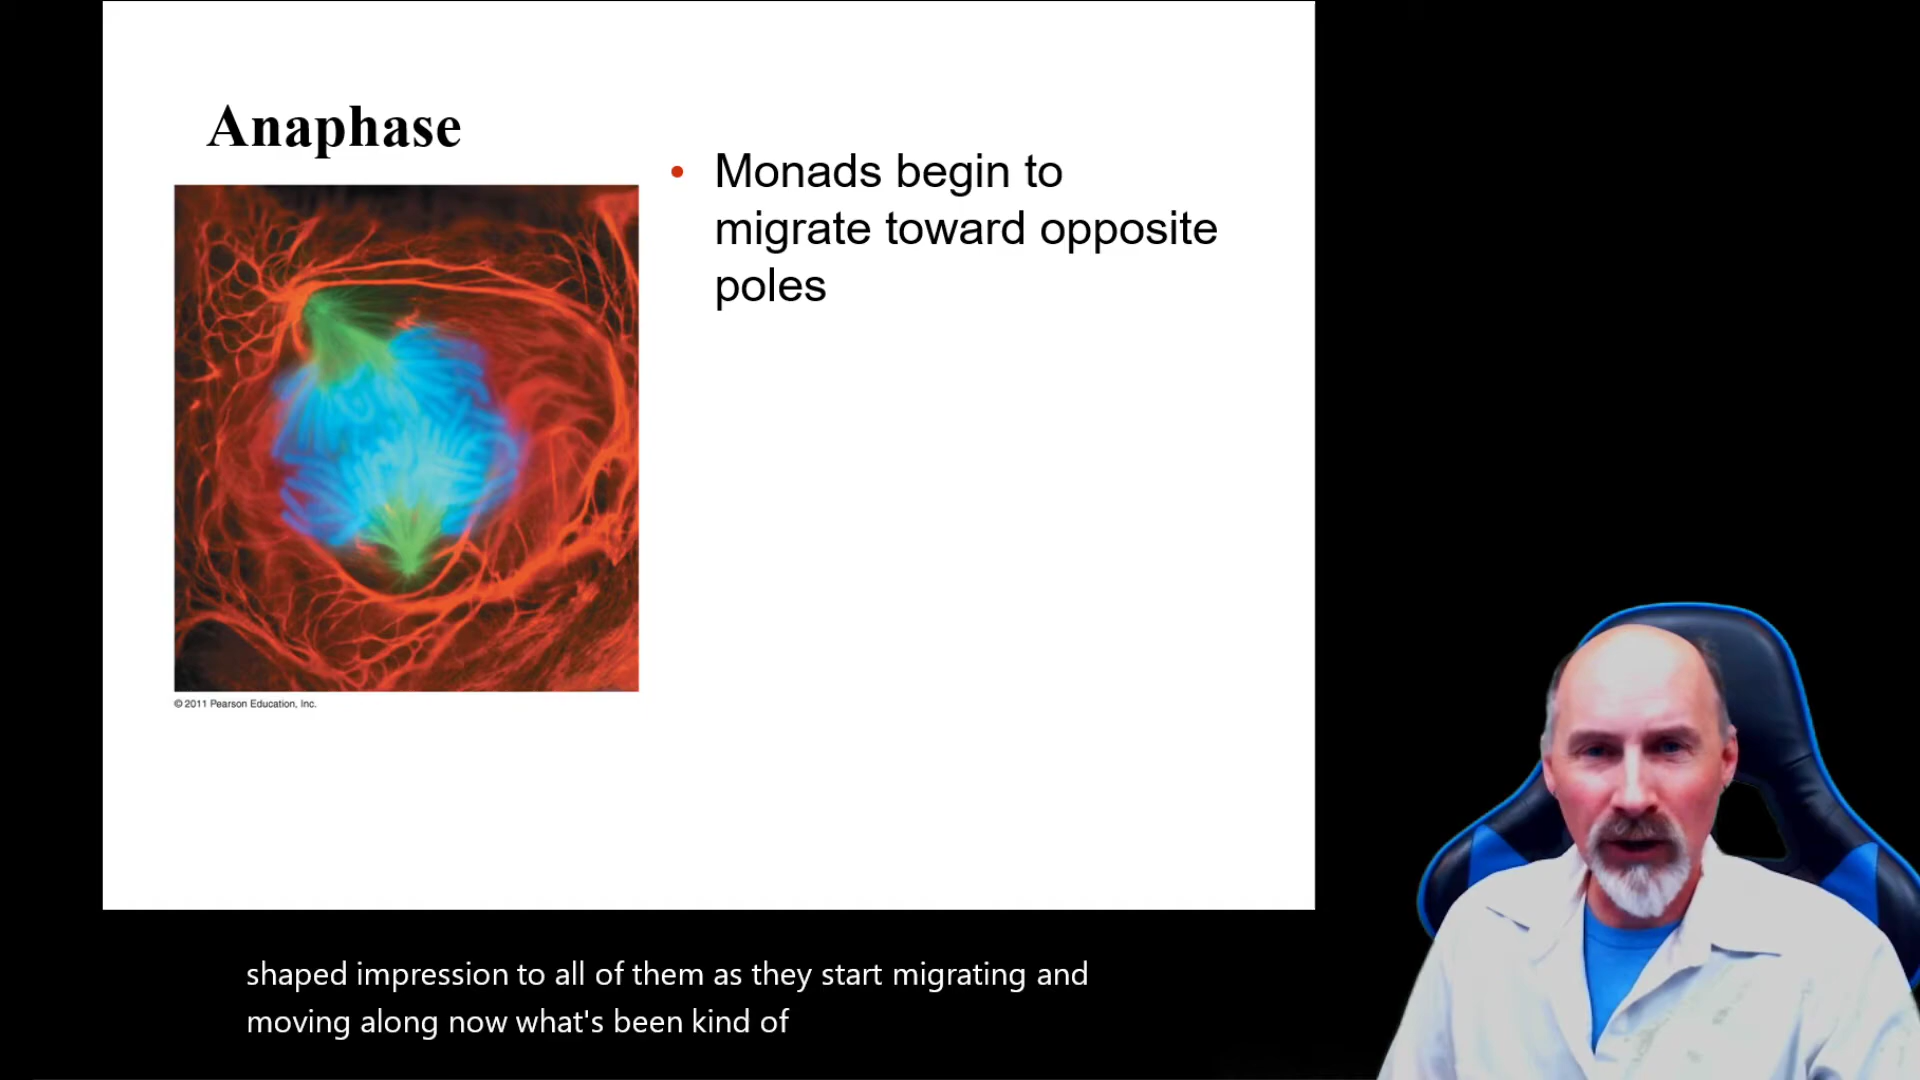 Anaphase
• Monads begin to
migrate toward opposite
poles
© 2011 Pearson Education, Inc.
shaped impression to all of them as they start migrating and
moving along now what's been kind of